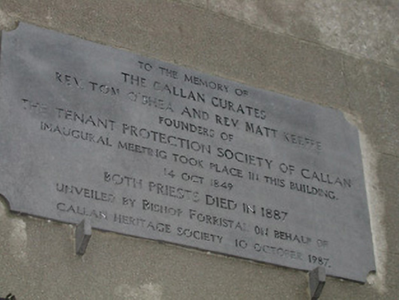 TO THE MEMORY OF
THE CALLAN CURATES
REV. TOM O'SHEA AND REV MATT KEEFFE
FOUNDERS OF
THE TENANT PROTECTION SOCIETY OF CALLAN
INAUGURAL MEETING TOOK PLACE IN THIS BUILDING.
14 OCT 1849
BOTH PRIESTS DIED IN 1887
UNVEILED BY BISHOP FORRISTAL ON BEHALF OF
CALLAN HERITAGE SOCIETY 10 OCTOBER 1987.